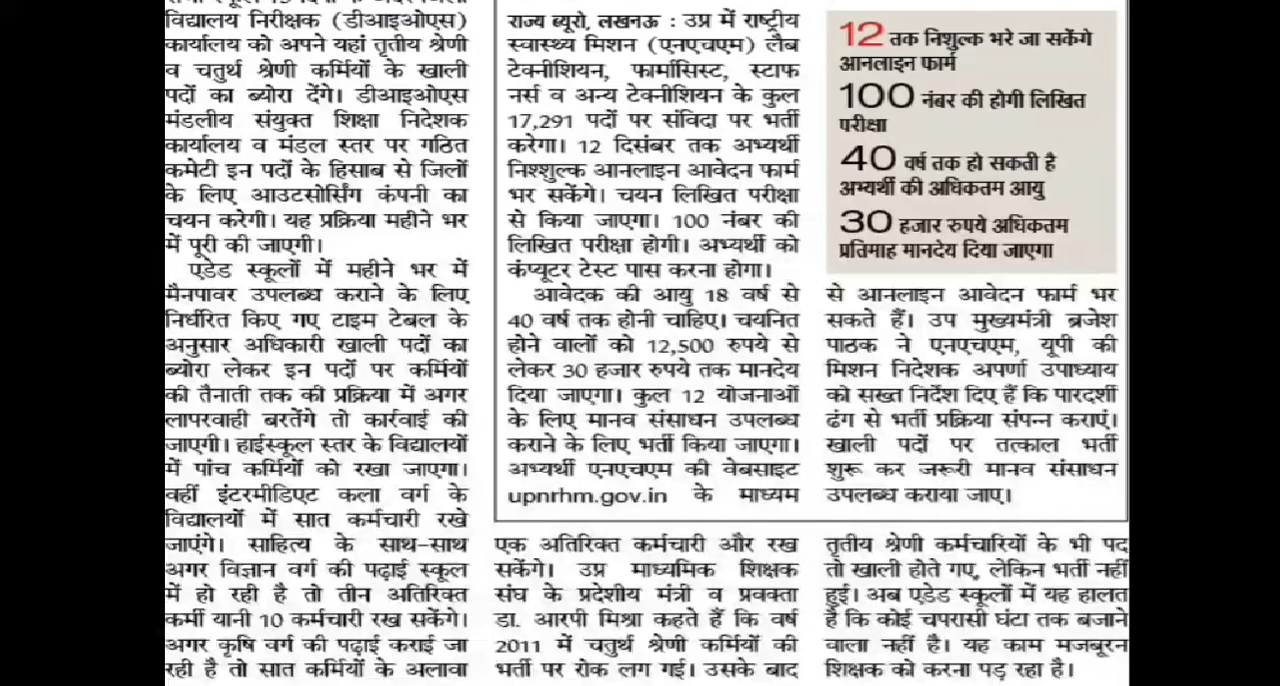 विद्यालय निरीक्षक (डीआइओएस)
कार्यालय को अपने यहां तृतीय श्रेणी
व चतुर्थ श्रेणी कर्मियों के खाली
पदों का ब्योरा देंगे। डीआइओएस
मंडलीय संयुक्त शिक्षा निदेशक
कार्यालय व मंडल स्तर पर गठित
कमेटी इन पदों के हिसाब से जिलों
के लिए आउटसोर्सिंग कंपनी का
चयन करेगी। यह प्रक्रिया महीने भर
में पूरी की जाएगी।
एडेड स्कूलों में महीने भर में
मैनपावर उपलब्ध कराने के लिए
निर्धारित किए गए टाइम टेबल के
अनुसार अधिकारी खाली पदों का
ब्योरा लेकर इन पदों पर कर्मियों
की तैनाती तक की प्रक्रिया में अगर
लापरवाही बरतेंगे तो कार्रवाई की
जाएगी। हाईस्कूल स्तर के विद्यालयों
में पांच कर्मियों को रखा जाएगा।
वहीं इंटरमीडिएट कला वर्ग के
विद्यालयों में सात कर्मचारी रखे
जाएंगे। साहित्य के साथ-साथ
अगर विज्ञान वर्ग की पढ़ाई स्कूल
में हो रही है तो तीन अतिरिक्त
कर्मी यानी 10 कर्मचारी रख सकेंगे।
अगर कृषि वर्ग की पढ़ाई कराई जा
रही है तो सात कर्मियों के अलावा
राज्य ब्यूरो, लखनऊ : उप्र में राष्ट्रीय
स्वास्थ्य मिशन (एनएचएम) लैब
टेक्नीशियन, फार्मासिस्ट, स्टाफ
नर्स व अन्य टेक्नीशियन के कुल
17,291 पदों पर संविदा पर भर्ती
करेगा। 12 दिसंबर तक अभ्यर्थी
निश्शुल्क आनलाइन आवेदन फार्म
भर सकेंगे। चयन लिखित परीक्षा
से किया जाएगा। 100 नंबर की
लिखित परीक्षा होगी। अभ्यर्थी को
कंप्यूटर टेस्ट पास करना होगा।
आवेदक की आयु 18 वर्ष से
40 वर्ष तक होनी चाहिए। चयनित
होने वालों को 12,500 रुपये से
लेकर 30 हजार रुपये तक मानदेय
दिया जाएगा। कुल 12 योजनाओं
के लिए मानव संसाधन उपलब्ध
कराने के लिए भर्ती किया जाएगा।
अभ्यर्थी एनएचएम की वेबसाइट
upnrhm.gov.in के माध्यम
12 तक निशुल्क भरे जा सकेंगे
आनलाइन फार्म
100 नंबर की होगी लिखित
परीक्षा
40 वर्ष तक हो सकती है
अभ्यर्थी की अधिकतम आयु
30 हजार रुपये अधिकतम
प्रतिमाह मानदेय दिया जाएगा
से आनलाइन आवेदन फार्म भर
सकते हैं। उप मुख्यमंत्री ब्रजेश
पाठक ने एनएचएम, यूपी की
मिशन निदेशक अपर्णा उपाध्याय
को सख्त निर्देश दिए हैं कि पारदर्शी
ढंग से भर्ती प्रक्रिया संपन्न कराएं।
खाली पदों पर तत्काल भर्ती
शुरू कर जरूरी मानव संसाधन
उपलब्ध कराया जाए।
एक अतिरिक्त कर्मचारी और रख
सकेंगे। उप्र माध्यमिक शिक्षक
संघ के प्रदेशीय मंत्री व प्रवक्ता
डा. आरपी मिश्रा कहते हैं कि वर्ष
2011 में चतुर्थ श्रेणी कर्मियों की
भर्ती पर रोक लग गई। उसके बाद
तृतीय श्रेणी कर्मचारियों के भी पद
तो खाली होते गए, लेकिन भर्ती नहीं
हुई। अब एडेड स्कूलों में यह हालत
है कि कोई चपरासी घंटा तक बजाने
वाला नहीं है। यह काम मजबूरन
शिक्षक को करना पड़ रहा है।